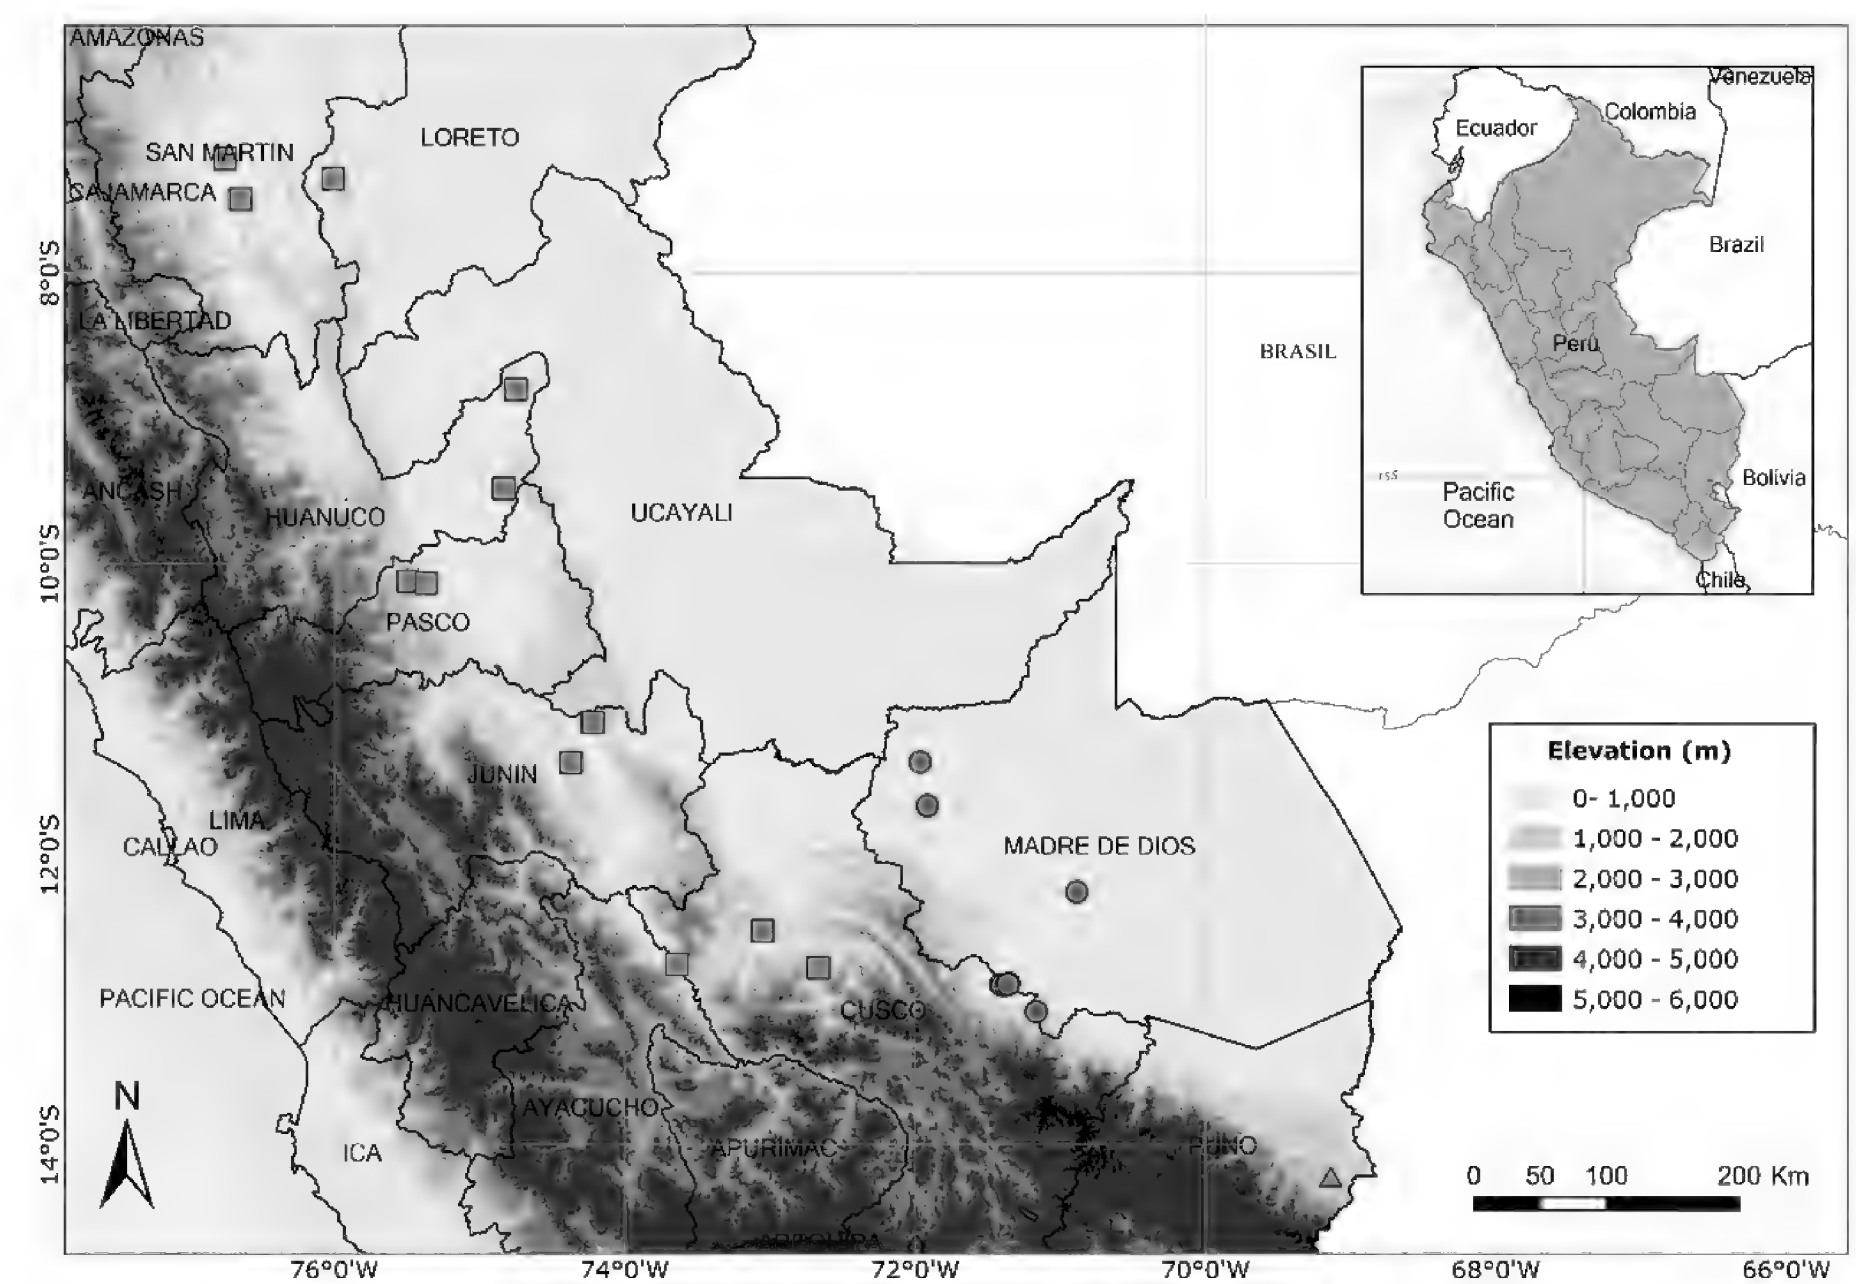 AMAZONAS
SAN MARTIN
LORETO
CAJAMARCA
LA LIBERTAD
ANCASH
HUANUCO
UCAYALI
PASCO
JUNIN
LIMA
CALLAO
MADRE DE DIOS
PACIFIC OCEAN
HUANCAVELICA
CUSCO
AYACUCHO
ICA
APURIMAC
PUNO
AREQUIPA
BRASIL
Venezuela
Colombia
Ecuador
Brazil
Perú
Bolivia
Pacific
Ocean
Chile
Elevation (m)
0- 1,000
1,000 - 2,000
2,000 - 3,000
3,000 - 4,000
4,000 - 5,000
5,000 - 6,000
N
0 50 100 200 Km
8°0'S
10°0'S
12°0'S
14°0'S
76°0'W 74°0'W 72°0'W 70°0'W 68°0'W 66°0'W